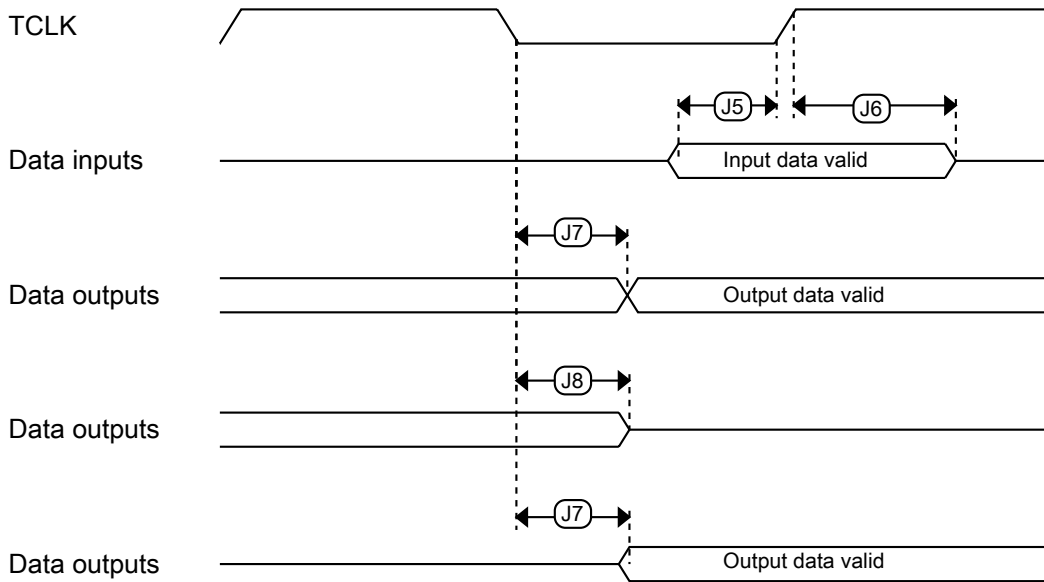 TCLK
J5
J6
Data inputs
Input data valid
J7
Data outputs
Output data valid
J8
Data outputs
J7
Data outputs
Output data valid